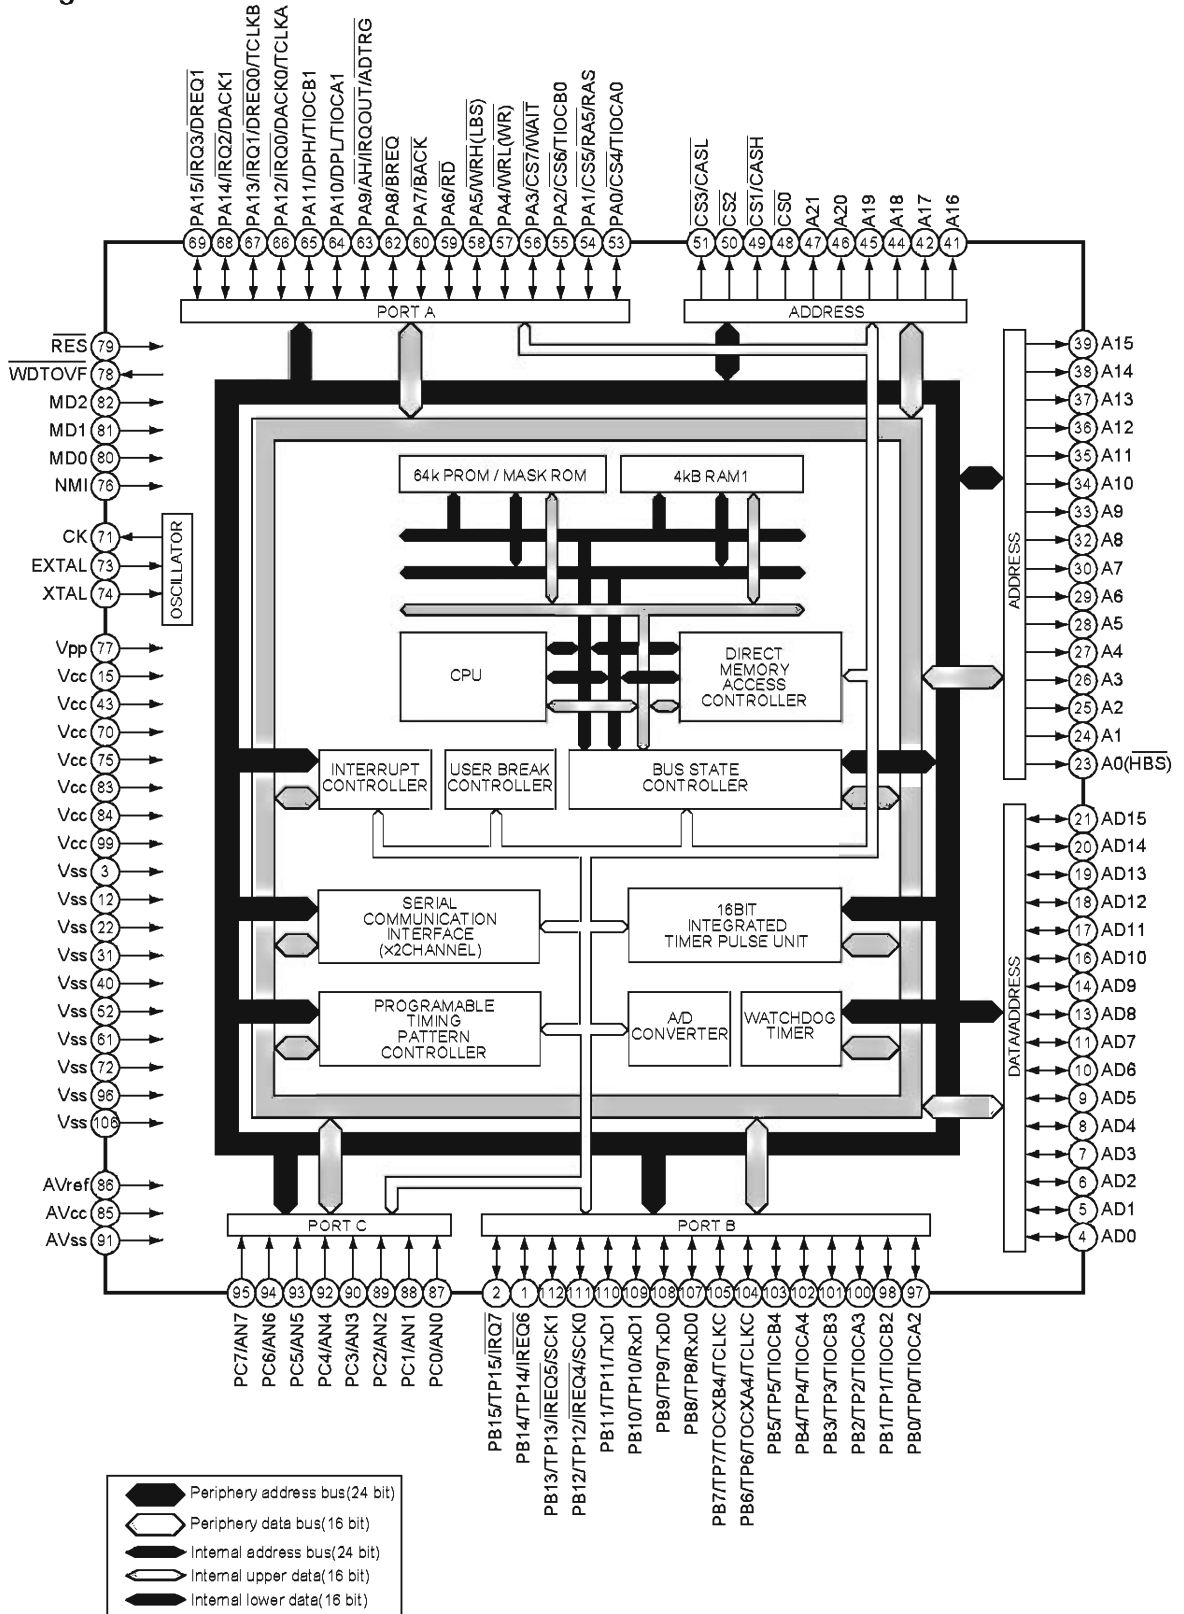 PA15/IRQ3/DREQ1
PA14/IRQ2/DACK1
PA13/IRQ1/DREQ0/TCLKB
PA12/IRQ0/DACK0/TCLKA
PA11/DPH/TIOCB1
PA10/DPL/TIOCA1
PA9/AH/IRQOUT/ADTRG
PA8/BREQ
PA7/BACK
PA6/RD
PA5/WRH(LBS)
PA4/WRL(WR)
PA3/CS7/WAIT
PA2/CS6/TIOCB0
PA1/CS5/RAS/RAS
PA0/CS4/TIOCA0
CS3/CASL
CS2
CS1/CASH
CS0
A21
A20
A19
A18
A17
A16
69 68 67 66 65 64 63 62 60 59 58 57 56 55 54 53
51 50 49 48 47 46 45 44 42 41
PORT A
ADDRESS
RES 79
WDTOVF 78
MD2 82
MD1 81
MD0 80
NMI 76
CK 71
EXTAL 73
XTAL 74
OSCILLATOR
Vpp 77
Vcc 15
Vcc 43
Vcc 70
Vcc 75
Vcc 83
Vcc 84
Vcc 99
Vss 3
Vss 12
Vss 22
Vss 31
Vss 40
Vss 52
Vss 61
Vss 72
Vss 96
Vss 106
AVref 86
AVcc 85
AVss 91
64k PROM / MASK ROM
4kB RAM1
CPU
DIRECT
MEMORY
ACCESS
CONTROLLER
INTERRUPT
CONTROLLER
USER BREAK
CONTROLLER
BUS STATE
CONTROLLER
SERIAL
COMMUNICATION
INTERFACE
(×2CHANNEL)
16BIT
INTEGRATED
TIMER PULSE UNIT
PROGRAMABLE
TIMING
PATTERN
CONTROLLER
A/D
CONVERTER
WATCHDOG
TIMER
ADDRESS
39 A15
38 A14
37 A13
36 A12
35 A11
34 A10
33 A9
32 A8
30 A7
29 A6
28 A5
27 A4
26 A3
25 A2
24 A1
23 A0(HBS)
DATA/ADDRESS
21 AD15
20 AD14
19 AD13
18 AD12
17 AD11
16 AD10
14 AD9
13 AD8
11 AD7
10 AD6
9 AD5
8 AD4
7 AD3
6 AD2
5 AD1
4 AD0
PORT C
PORT B
95 94 93 92 90 89 88 87
2 1 112 111 110 109 108 107 105 104 103 102 101 100 98 97
PC7/AN7
PC6/AN6
PC5/AN5
PC4/AN4
PC3/AN3
PC2/AN2
PC1/AN1
PC0/AN0
PB15/TP15/IRQ7
PB14/TP14/IREQ6
PB13/TP13/IREQ5/SCK1
PB12/TP12/IREQ4/SCK0
PB11/TP11/TxD1
PB10/TP10/RxD1
PB9/TP9/TxD0
PB8/TP8/RxD0
PB7/TP7/TOCXB4/TCLKC
PB6/TP6/TOCXA4/TCLKC
PB5/TP5/TIOCB4
PB4/TP4/TIOCA4
PB3/TP3/TIOCB3
PB2/TP2/TIOCA3
PB1/TP1/TIOCB2
PB0/TP0/TIOCA2
Periphery address bus(24 bit)
Periphery data bus(16 bit)
Internal address bus(24 bit)
Internal upper data(16 bit)
Internal lower data(16 bit)